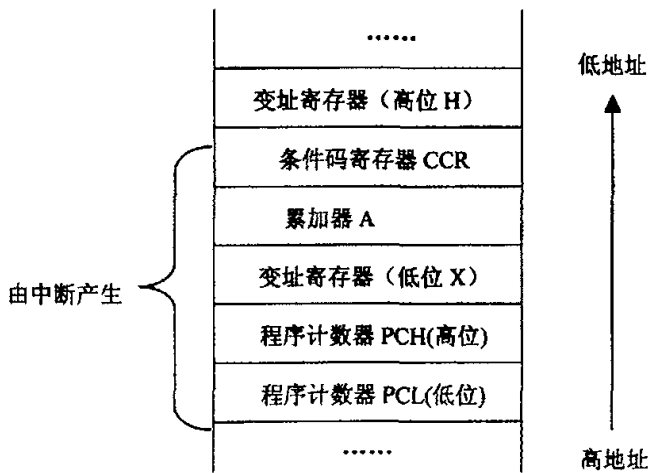 ……
低地址
变址寄存器（高位 H）
条件码寄存器 CCR
累加器 A
变址寄存器（低位 X）
由中断产生
程序计数器 PCH(高位)
程序计数器 PCL(低位)
……
高地址